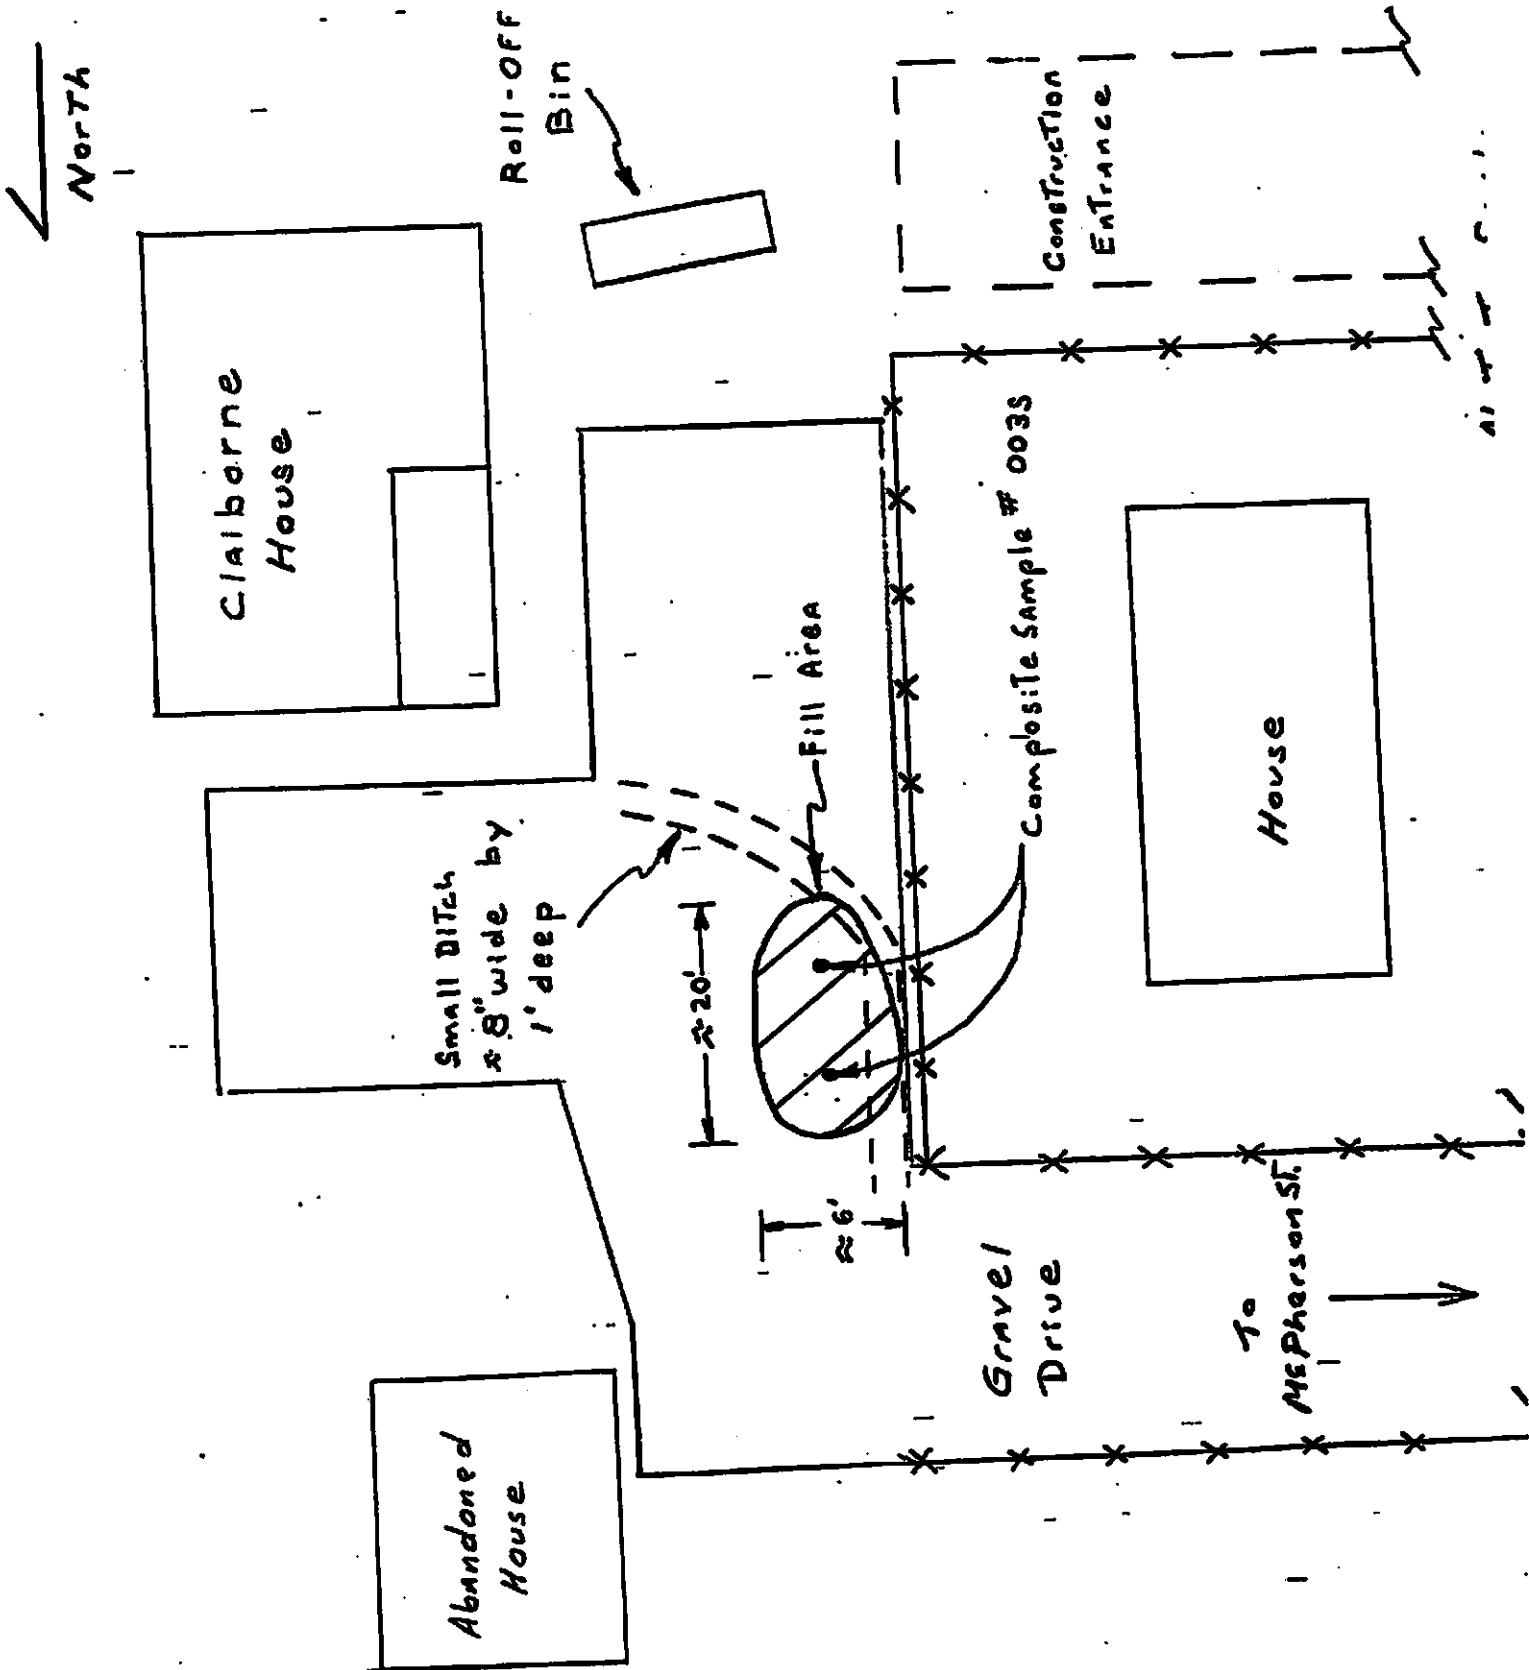 North
Claiborne
House
Roll-OFF
Bin
Construction
Entrance
Small Ditch
≈ 8" wide by
1' deep
Fill Area
≈ 20'
Composite Sample # 003S
House
≈ 6'
Gravel
Drive
To
McPherson St.
Abandoned
House